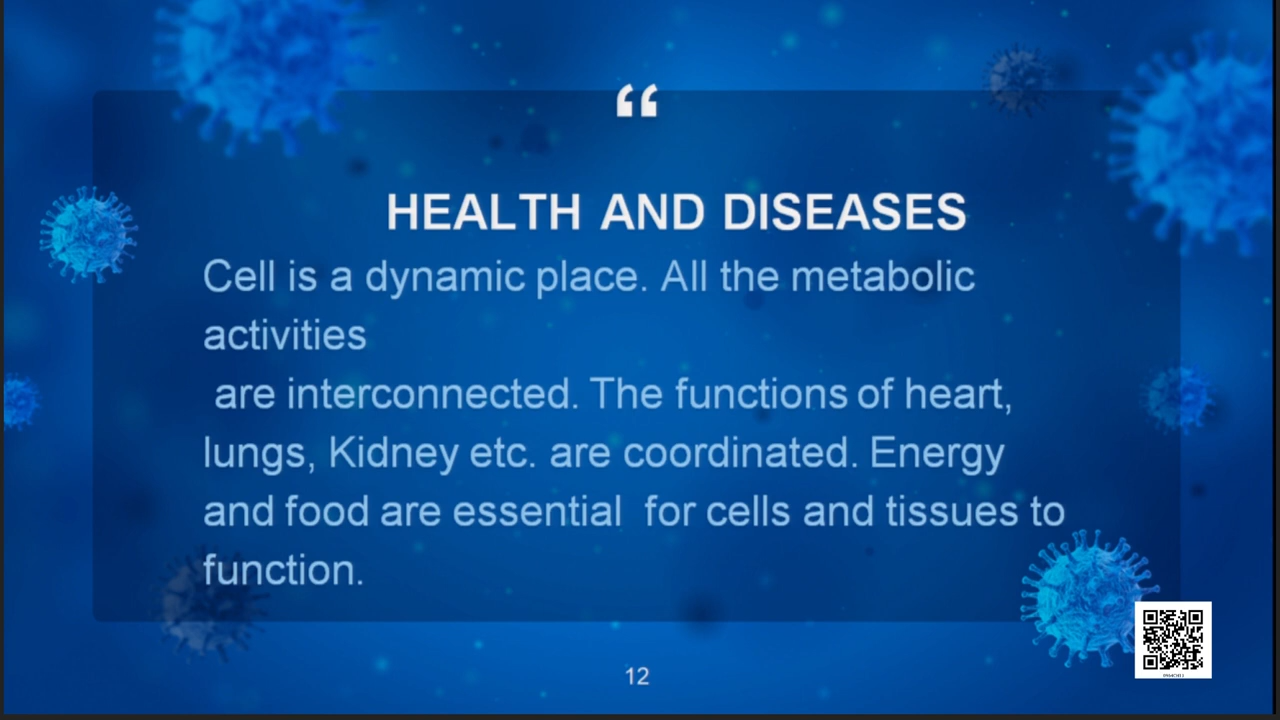 “
HEALTH AND DISEASES
Cell is a dynamic place. All the metabolic
activities
are interconnected. The functions of heart,
lungs, Kidney etc. are coordinated. Energy
and food are essential for cells and tissues to
function.
12